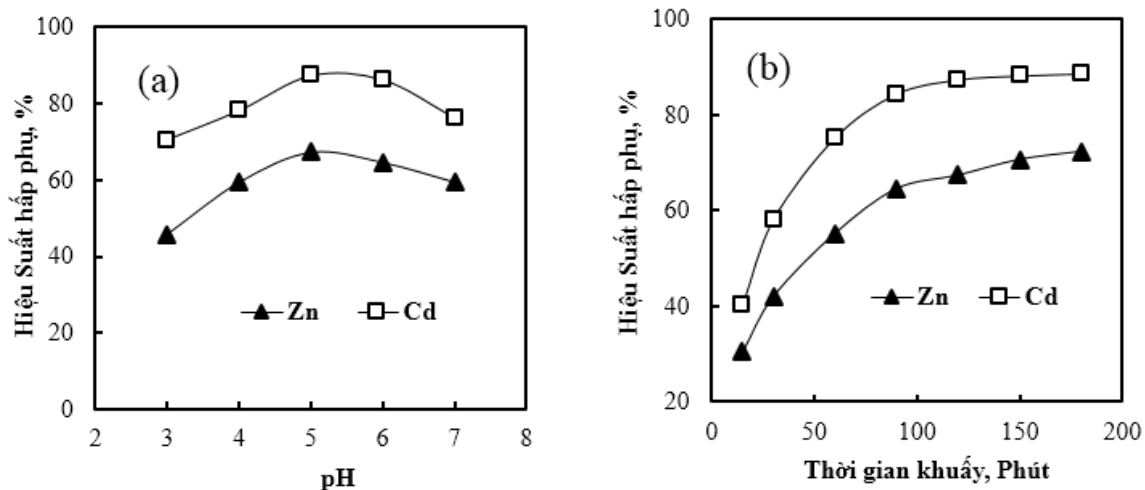 Hiệu Suất hấp phụ, %
100
80
60
40
20
0
(a)
Zn
Cd
2 3 4 5 6 7 8
pH
Hiệu Suất hấp phụ, %
100
80
60
40
20
(b)
Zn
Cd
0 50 100 150 200
Thời gian khuấy, Phút